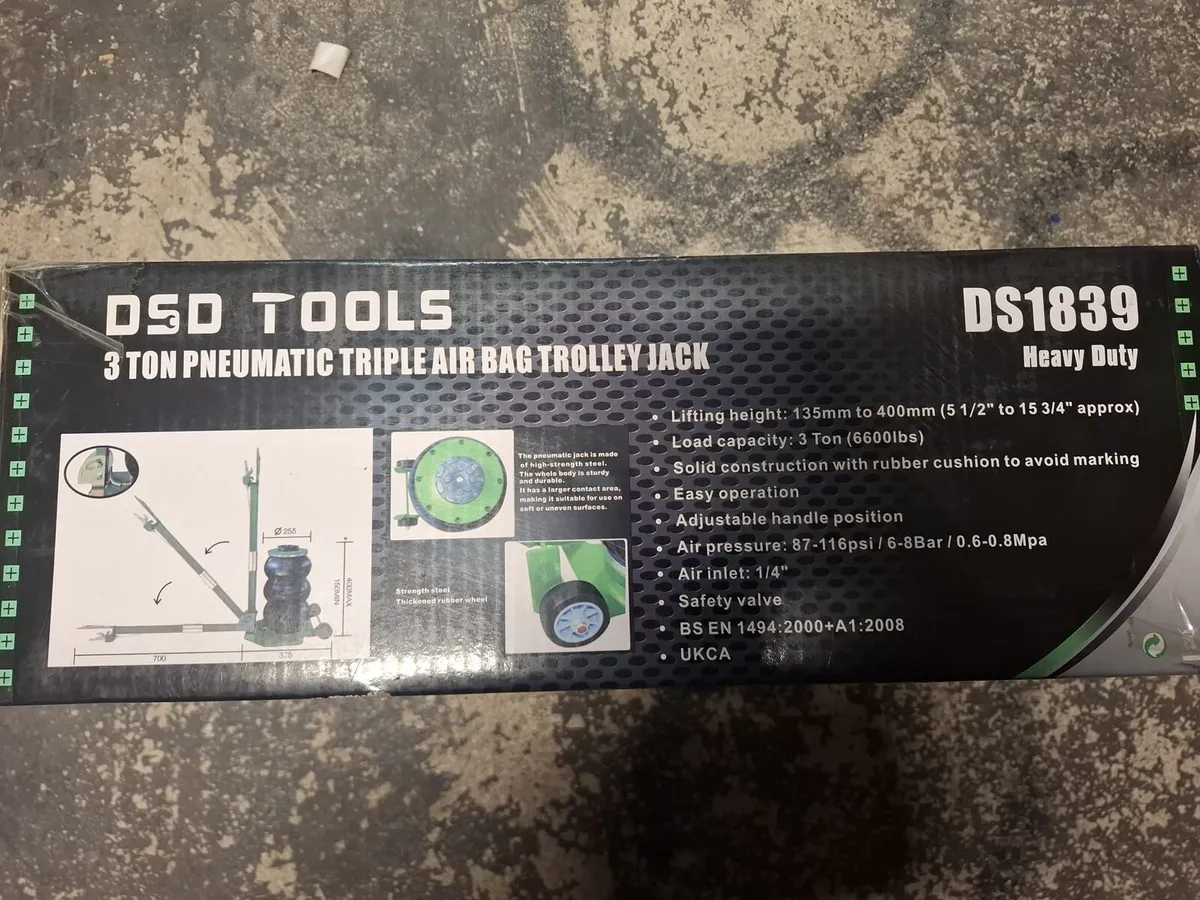 DSD TOOLS
3 TON PNEUMATIC TRIPLE AIR BAG TROLLEY JACK
DS1839
Heavy Duty
Ø 255
400MAX
150MIN
700
375
The pneumatic jack is made
of high-strength steel.
The whole body is sturdy
and durable.
It has a larger contact area,
making it suitable for use on
soft or uneven surfaces.
Strength steel
Thickened rubber wheel
• Lifting height: 135mm to 400mm (5 1/2" to 15 3/4" approx)
• Load capacity: 3 Ton (6600lbs)
• Solid construction with rubber cushion to avoid marking
• Easy operation
• Adjustable handle position
• Air pressure: 87-116psi / 6-8Bar / 0.6-0.8Mpa
• Air inlet: 1/4"
• Safety valve
• BS EN 1494:2000+A1:2008
• UKCA